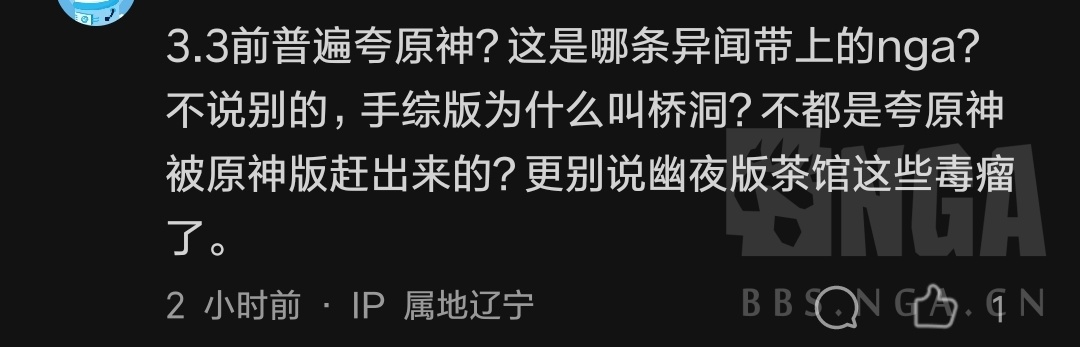 3.3前普遍夸原神？这是哪条异闻带上的nga？
不说别的，手综版为什么叫桥洞？不都是夸原神
被原神版赶出来的？更别说幽夜版茶馆这些毒瘤
了。
2 小时前 · IP 属地辽宁
1
NGA
BBS.NGA.CN